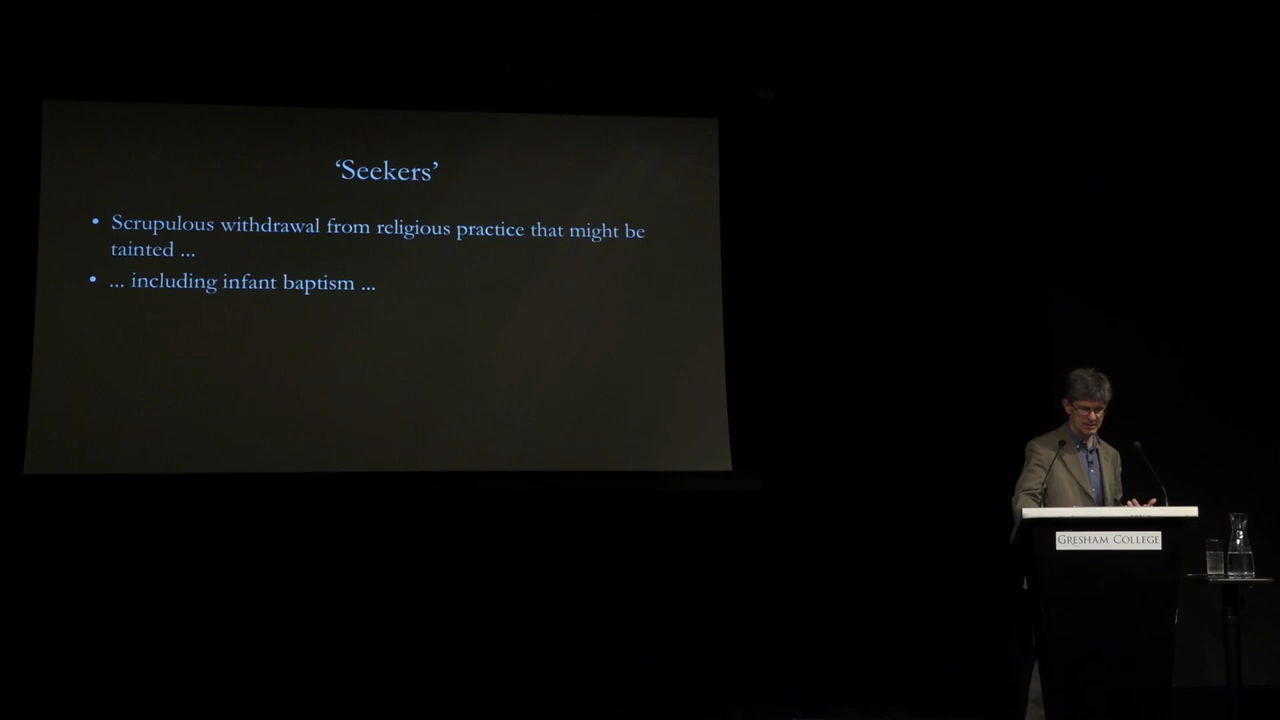 ‘Seekers’
• Scrupulous withdrawal from religious practice that might be
tainted ...
• ... including infant baptism ...
GRESHAM COLLEGE